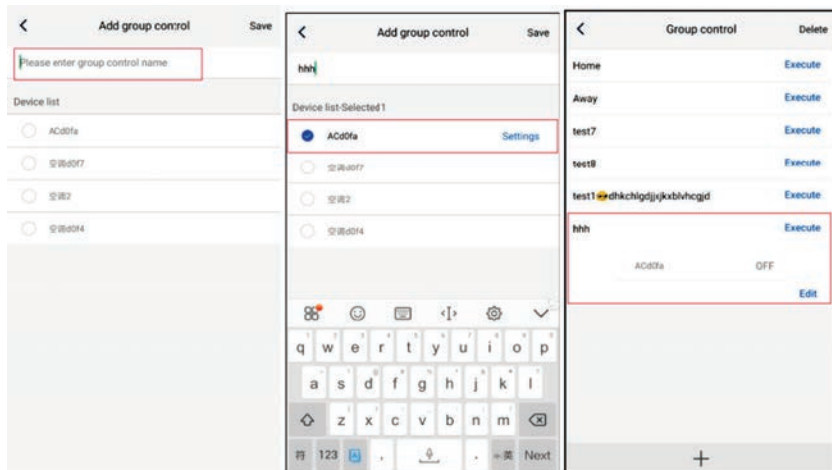 Add group control
Save
Please enter group control name
Device list
ACd0fa
空调d0f7
空调2
空调d0f4
Add group control
Save
hhh
Device list-Selected1
ACd0fa
Settings
空调d0f7
空调2
空调d0f4
q w e r t y u i o p
a s d f g h j k l
z x c v b n m
符 123 , 英 Next
Group control
Delete
Home
Execute
Away
Execute
test7
Execute
test8
Execute
Execute
hhh
Execute
ACd0fa
OFF
Edit